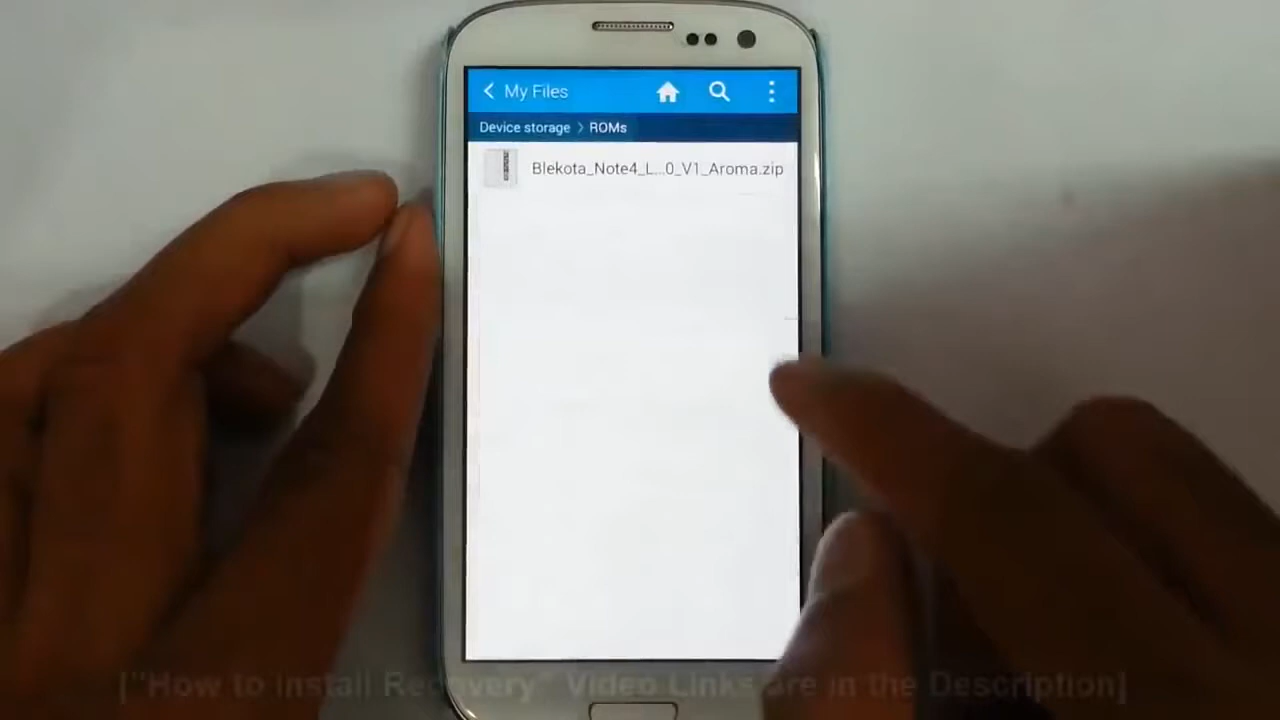 My Files
Device storage > ROMs
Blekota_Note4_L...0_V1_Aroma.zip
["How to Install Recovery" Video Links are in the Description]